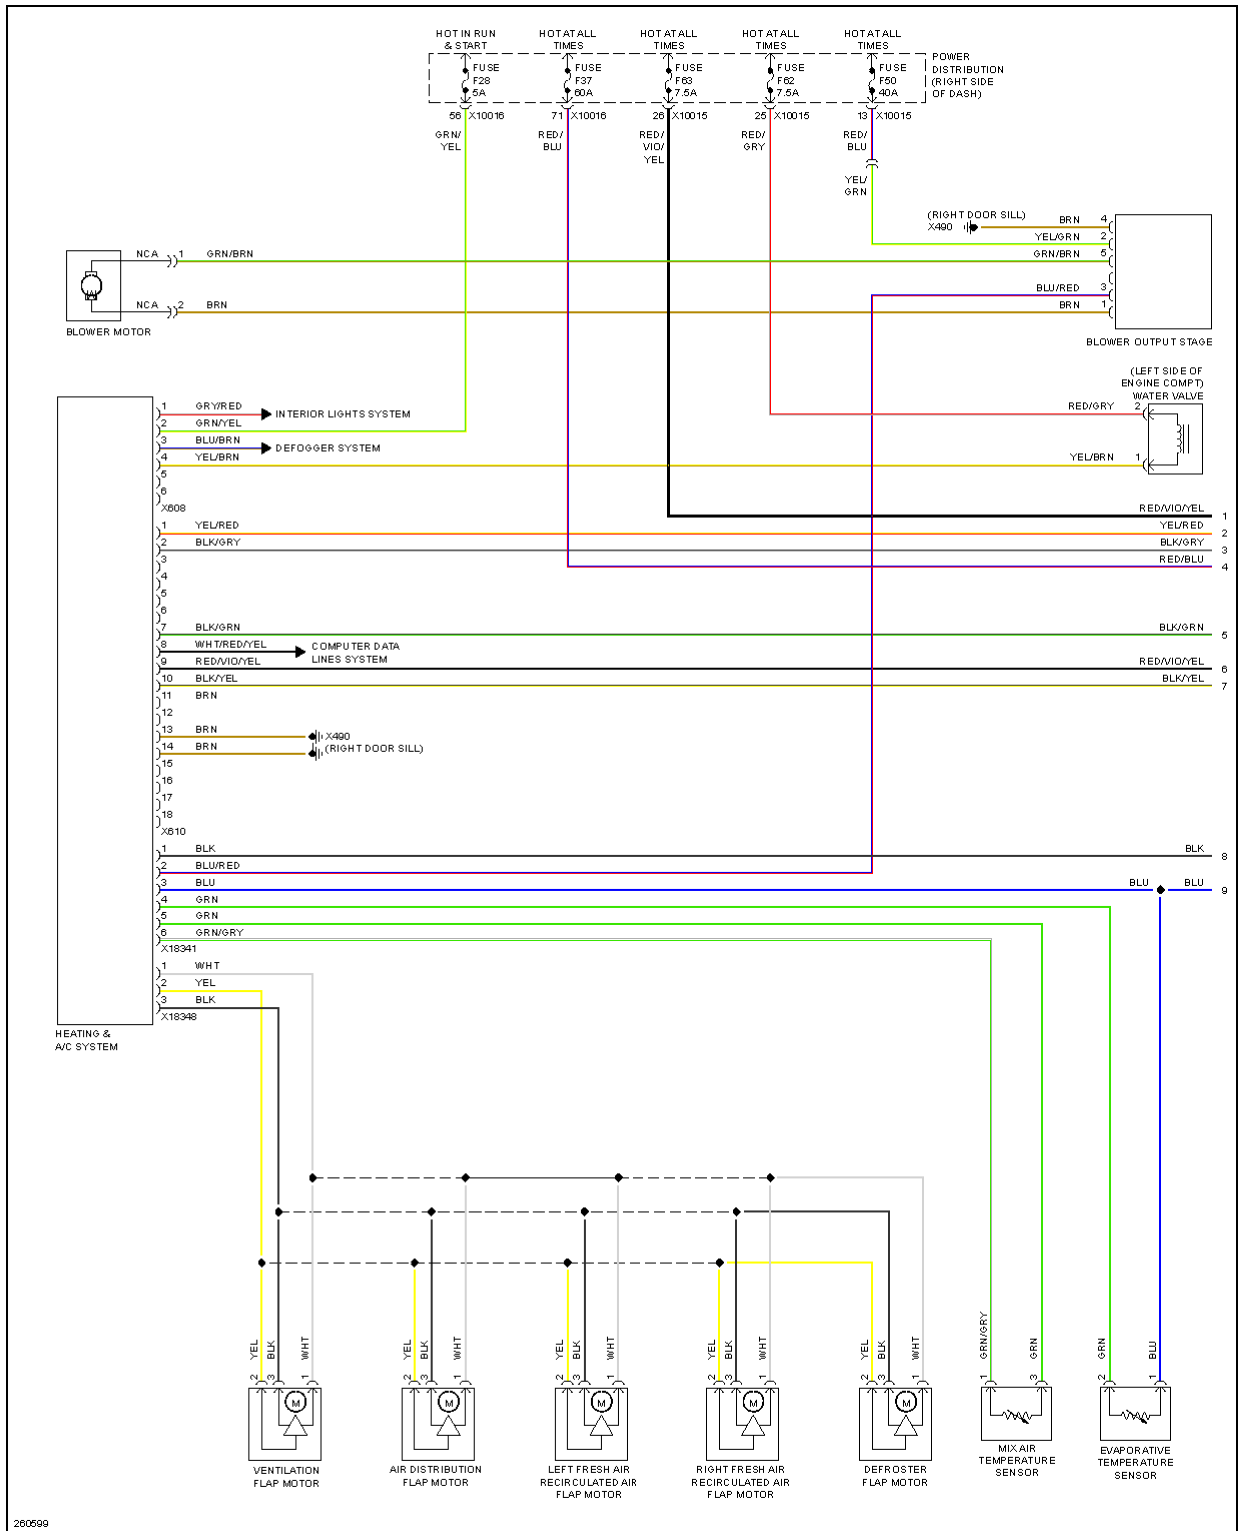 HOT IN RUN
& START
HOT AT ALL
TIMES
HOT AT ALL
TIMES
HOT AT ALL
TIMES
HOT AT ALL
TIMES
FUSE
F28
5A
FUSE
F37
60A
FUSE
F63
7.5A
FUSE
F62
7.5A
FUSE
F50
40A
POWER
DISTRIBUTION
(RIGHT SIDE
OF DASH)
56 X10016
71 X10016
26 X10015
25 X10015
13 X10015
GRN/
YEL
RED/
BLU
RED/
VIO/
YEL
RED/
GRY
RED/
BLU
YEL/
GRN
(RIGHT DOOR SILL)
X490
BRN 4
YEL/GRN 2
GRN/BRN 5
BLU/RED 3
BRN 1
BLOWER OUTPUT STAGE
NCA 1 GRN/BRN
NCA 2 BRN
BLOWER MOTOR
(LEFT SIDE OF
ENGINE COMPT)
WATER VALVE
RED/GRY 2
YEL/BRN 1
1 GRY/RED
INTERIOR LIGHTS SYSTEM
2 GRN/YEL
3 BLU/BRN
DEFOGGER SYSTEM
4 YEL/BRN
5
6
X608
RED/VIO/YEL 1
1 YEL/RED
YEL/RED 2
2 BLK/GRY
BLK/GRY 3
3
RED/BLU 4
4
5
6
7 BLK/GRN
BLK/GRN 5
8 WHT/RED/YEL
COMPUTER DATA
LINES SYSTEM
9 RED/VIO/YEL
RED/VIO/YEL 6
10 BLK/YEL
BLK/YEL 7
11 BRN
12
13 BRN
X490
14 BRN
(RIGHT DOOR SILL)
15
16
17
18
X610
1 BLK
BLK 8
2 BLU/RED
3 BLU
BLU BLU 9
4 GRN
5 GRN
6 GRN/GRY
X18341
1 WHT
2 YEL
3 BLK
X18348
HEATING &
A/C SYSTEM
YEL
BLK
WHT
YEL
BLK
WHT
YEL
BLK
WHT
YEL
BLK
WHT
YEL
BLK
WHT
GRN/GRY
GRN
GRN
BLU
2 3 1
2 3 1
2 3 1
2 3 1
2 3 1
1 3
2 1
M
M
M
M
M
VENTILATION
FLAP MOTOR
AIR DISTRIBUTION
FLAP MOTOR
LEFT FRESH AIR
RECIRCULATED AIR
FLAP MOTOR
RIGHT FRESH AIR
RECIRCULATED AIR
FLAP MOTOR
DEFROSTER
FLAP MOTOR
MIX AIR
TEMPERATURE
SENSOR
EVAPORATIVE
TEMPERATURE
SENSOR
260599